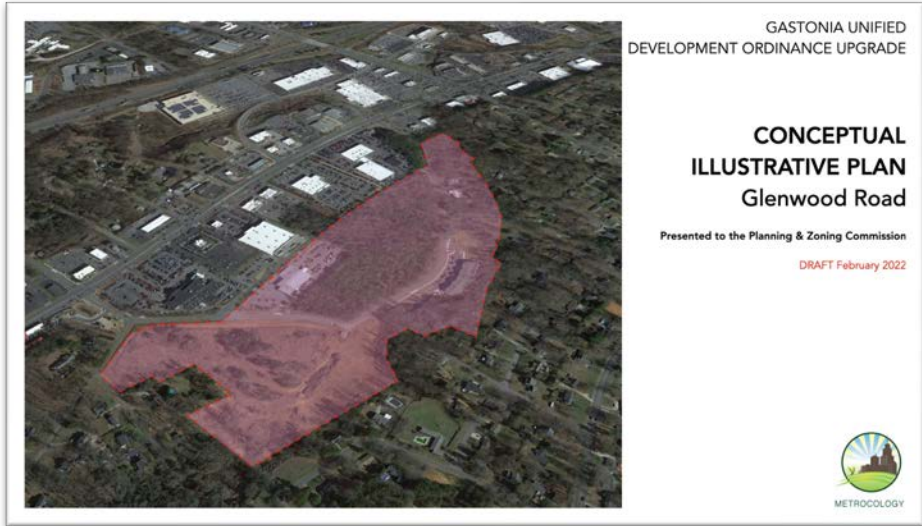 GASTONIA UNIFIED
DEVELOPMENT ORDINANCE UPGRADE
CONCEPTUAL
ILLUSTRATIVE PLAN
Glenwood Road
Presented to the Planning & Zoning Commission
DRAFT February 2022
METROCOLOGY